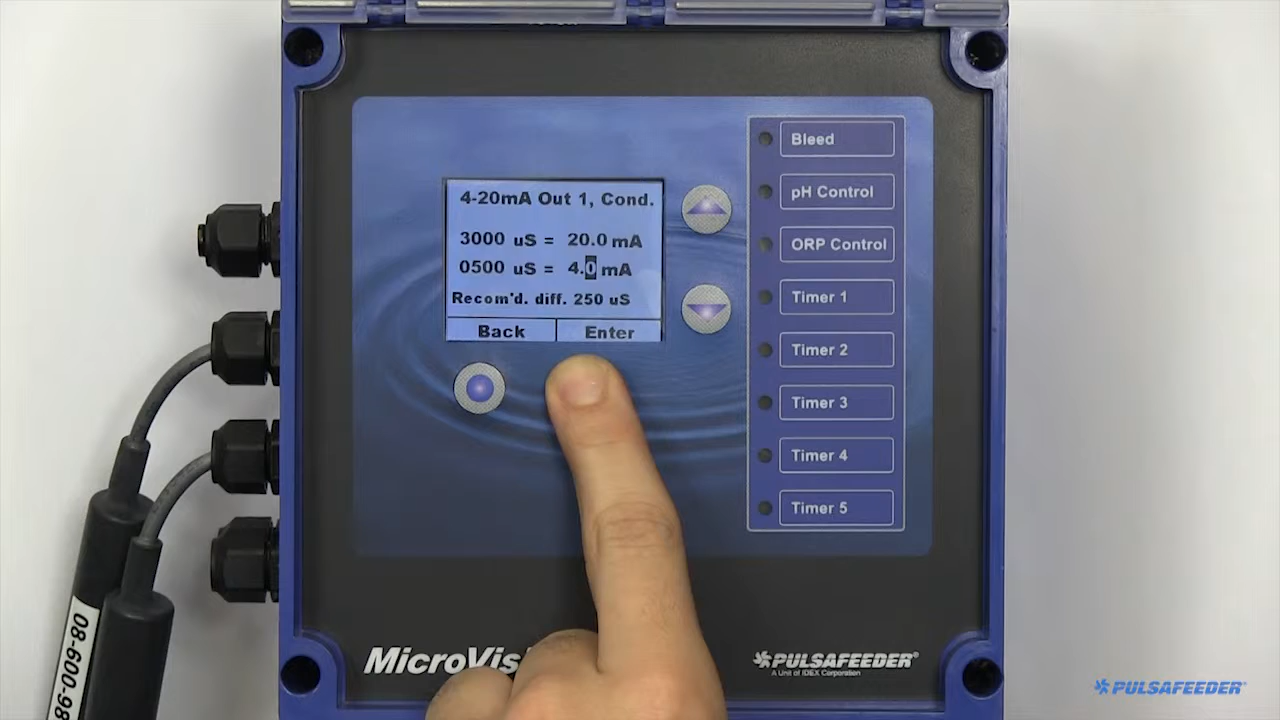 4-20mA Out 1, Cond.
3000 uS = 20.0 mA
0500 uS = 4.0 mA
Recom'd. diff. 250 uS
Back Enter
Bleed
pH Control
ORP Control
Timer 1
Timer 2
Timer 3
Timer 4
Timer 5
MicroVis
PULSAFEEDER®
A Unit of IDEX Corporation
PULSAFEEDER